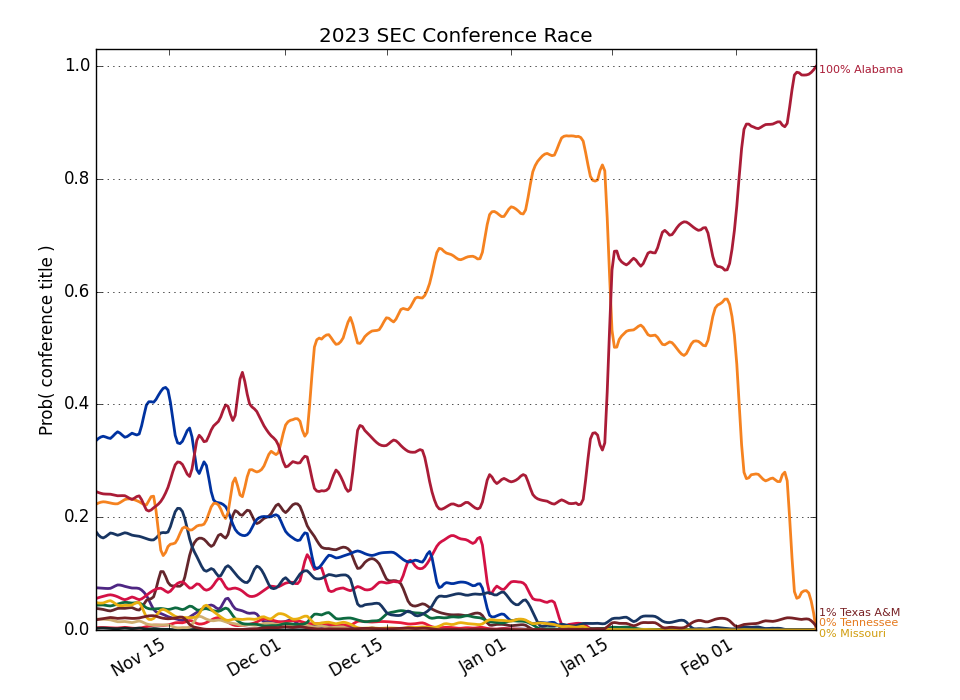 2023 SEC Conference Race
Prob( conference title )
1.0
0.8
0.6
0.4
0.2
0.0
100% Alabama
1% Texas A&M
0% Tennessee
0% Missouri
Nov 15
Dec 01
Dec 15
Jan 01
Jan 15
Feb 01